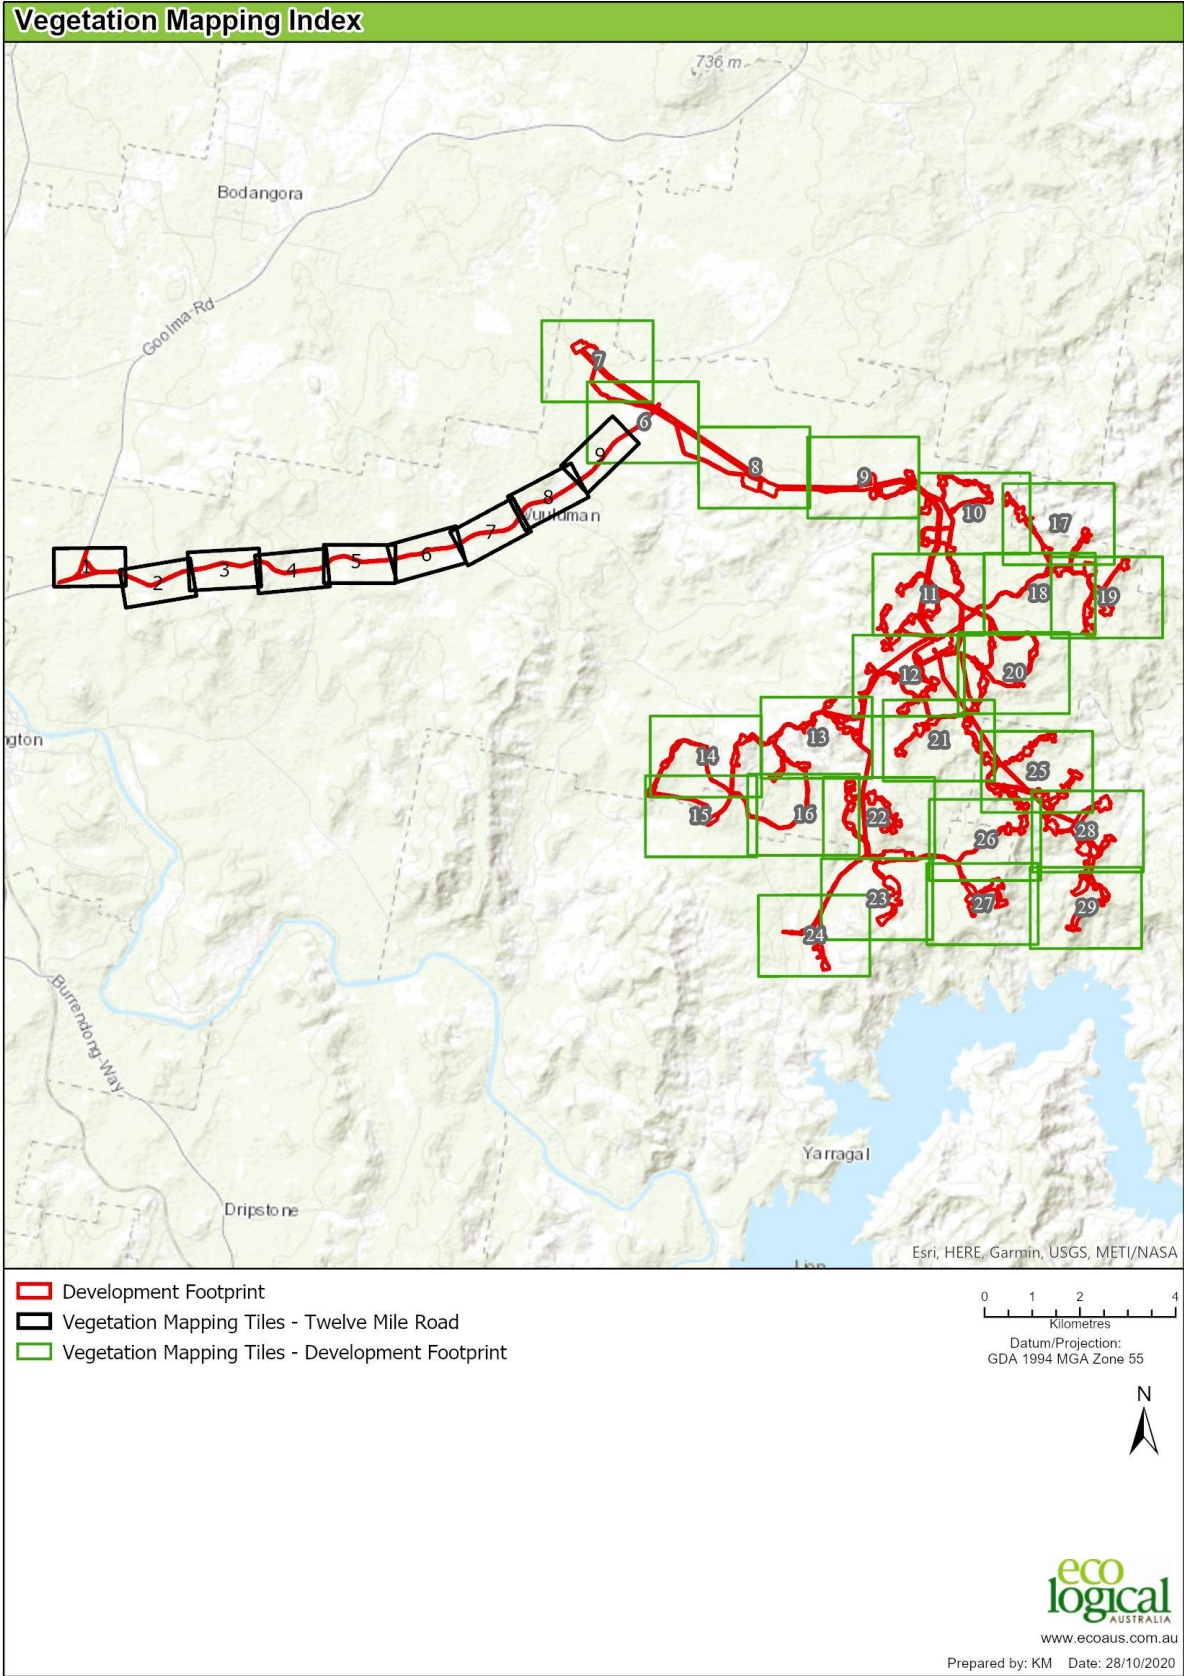 Vegetation Mapping Index
736 m
Bodangora
Goolma-Rd
7
6
9
8
9
8
10
17
7
1
2
3
4
5
6
11
18
19
12
20
ngton
14
13
21
25
15
16
22
26
28
23
27
29
24
Burrendong-Way
Yarragal
Dripstone
Esri, HERE, Garmin, USGS, METI/NASA
Development Footprint
Vegetation Mapping Tiles - Twelve Mile Road
Vegetation Mapping Tiles - Development Footprint
0 1 2 4
Kilometres
Datum/Projection:
GDA 1994 MGA Zone 55
N
eco
logical
AUSTRALIA
www.ecoaus.com.au
Prepared by: KM Date: 28/10/2020